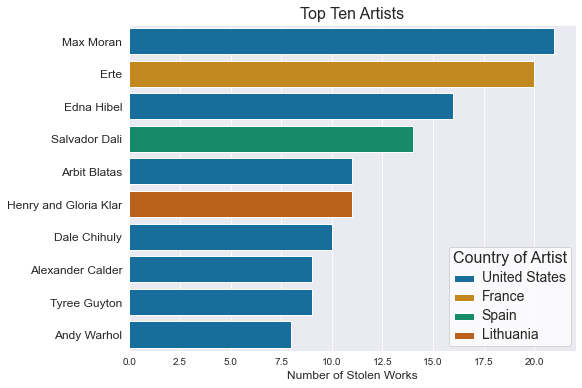 Top Ten Artists
Max Moran
Erte
Edna Hibel
Salvador Dali
Arbit Blatas
Henry and Gloria Klar
Dale Chihuly
Alexander Calder
Tyree Guyton
Andy Warhol
Country of Artist
United States
France
Spain
Lithuania
0.0 2.5 5.0 7.5 10.0 12.5 15.0 17.5 20.0
Number of Stolen Works